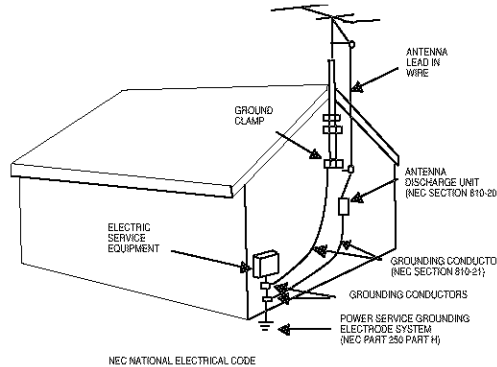 ANTENNA
LEAD IN
WIRE
GROUND
CLAMP
ANTENNA
DISCHARGE UNIT
(NEC SECTION 810-20
ELECTRIC
SERVICE
EQUIPMENT
GROUNDING CONDUCTO
(NEC SECTION 810-21)
GROUNDING CONDUCTORS
POWER SERVICE GROUNDING
ELECTRODE SYSTEM
(NEC PART 250 PART H)
NEC NATIONAL ELECTRICAL CODE